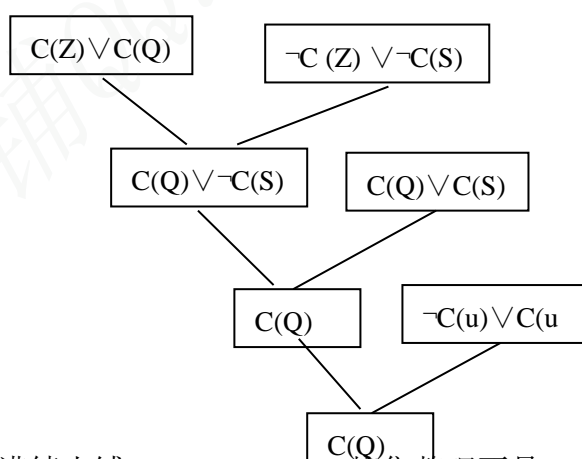 C(Z)∨C(Q)
¬C (Z) ∨¬C(S)
C(Q)∨¬C(S)
C(Q)∨C(S)
C(Q)
¬C(u)∨C(u
C(Q)